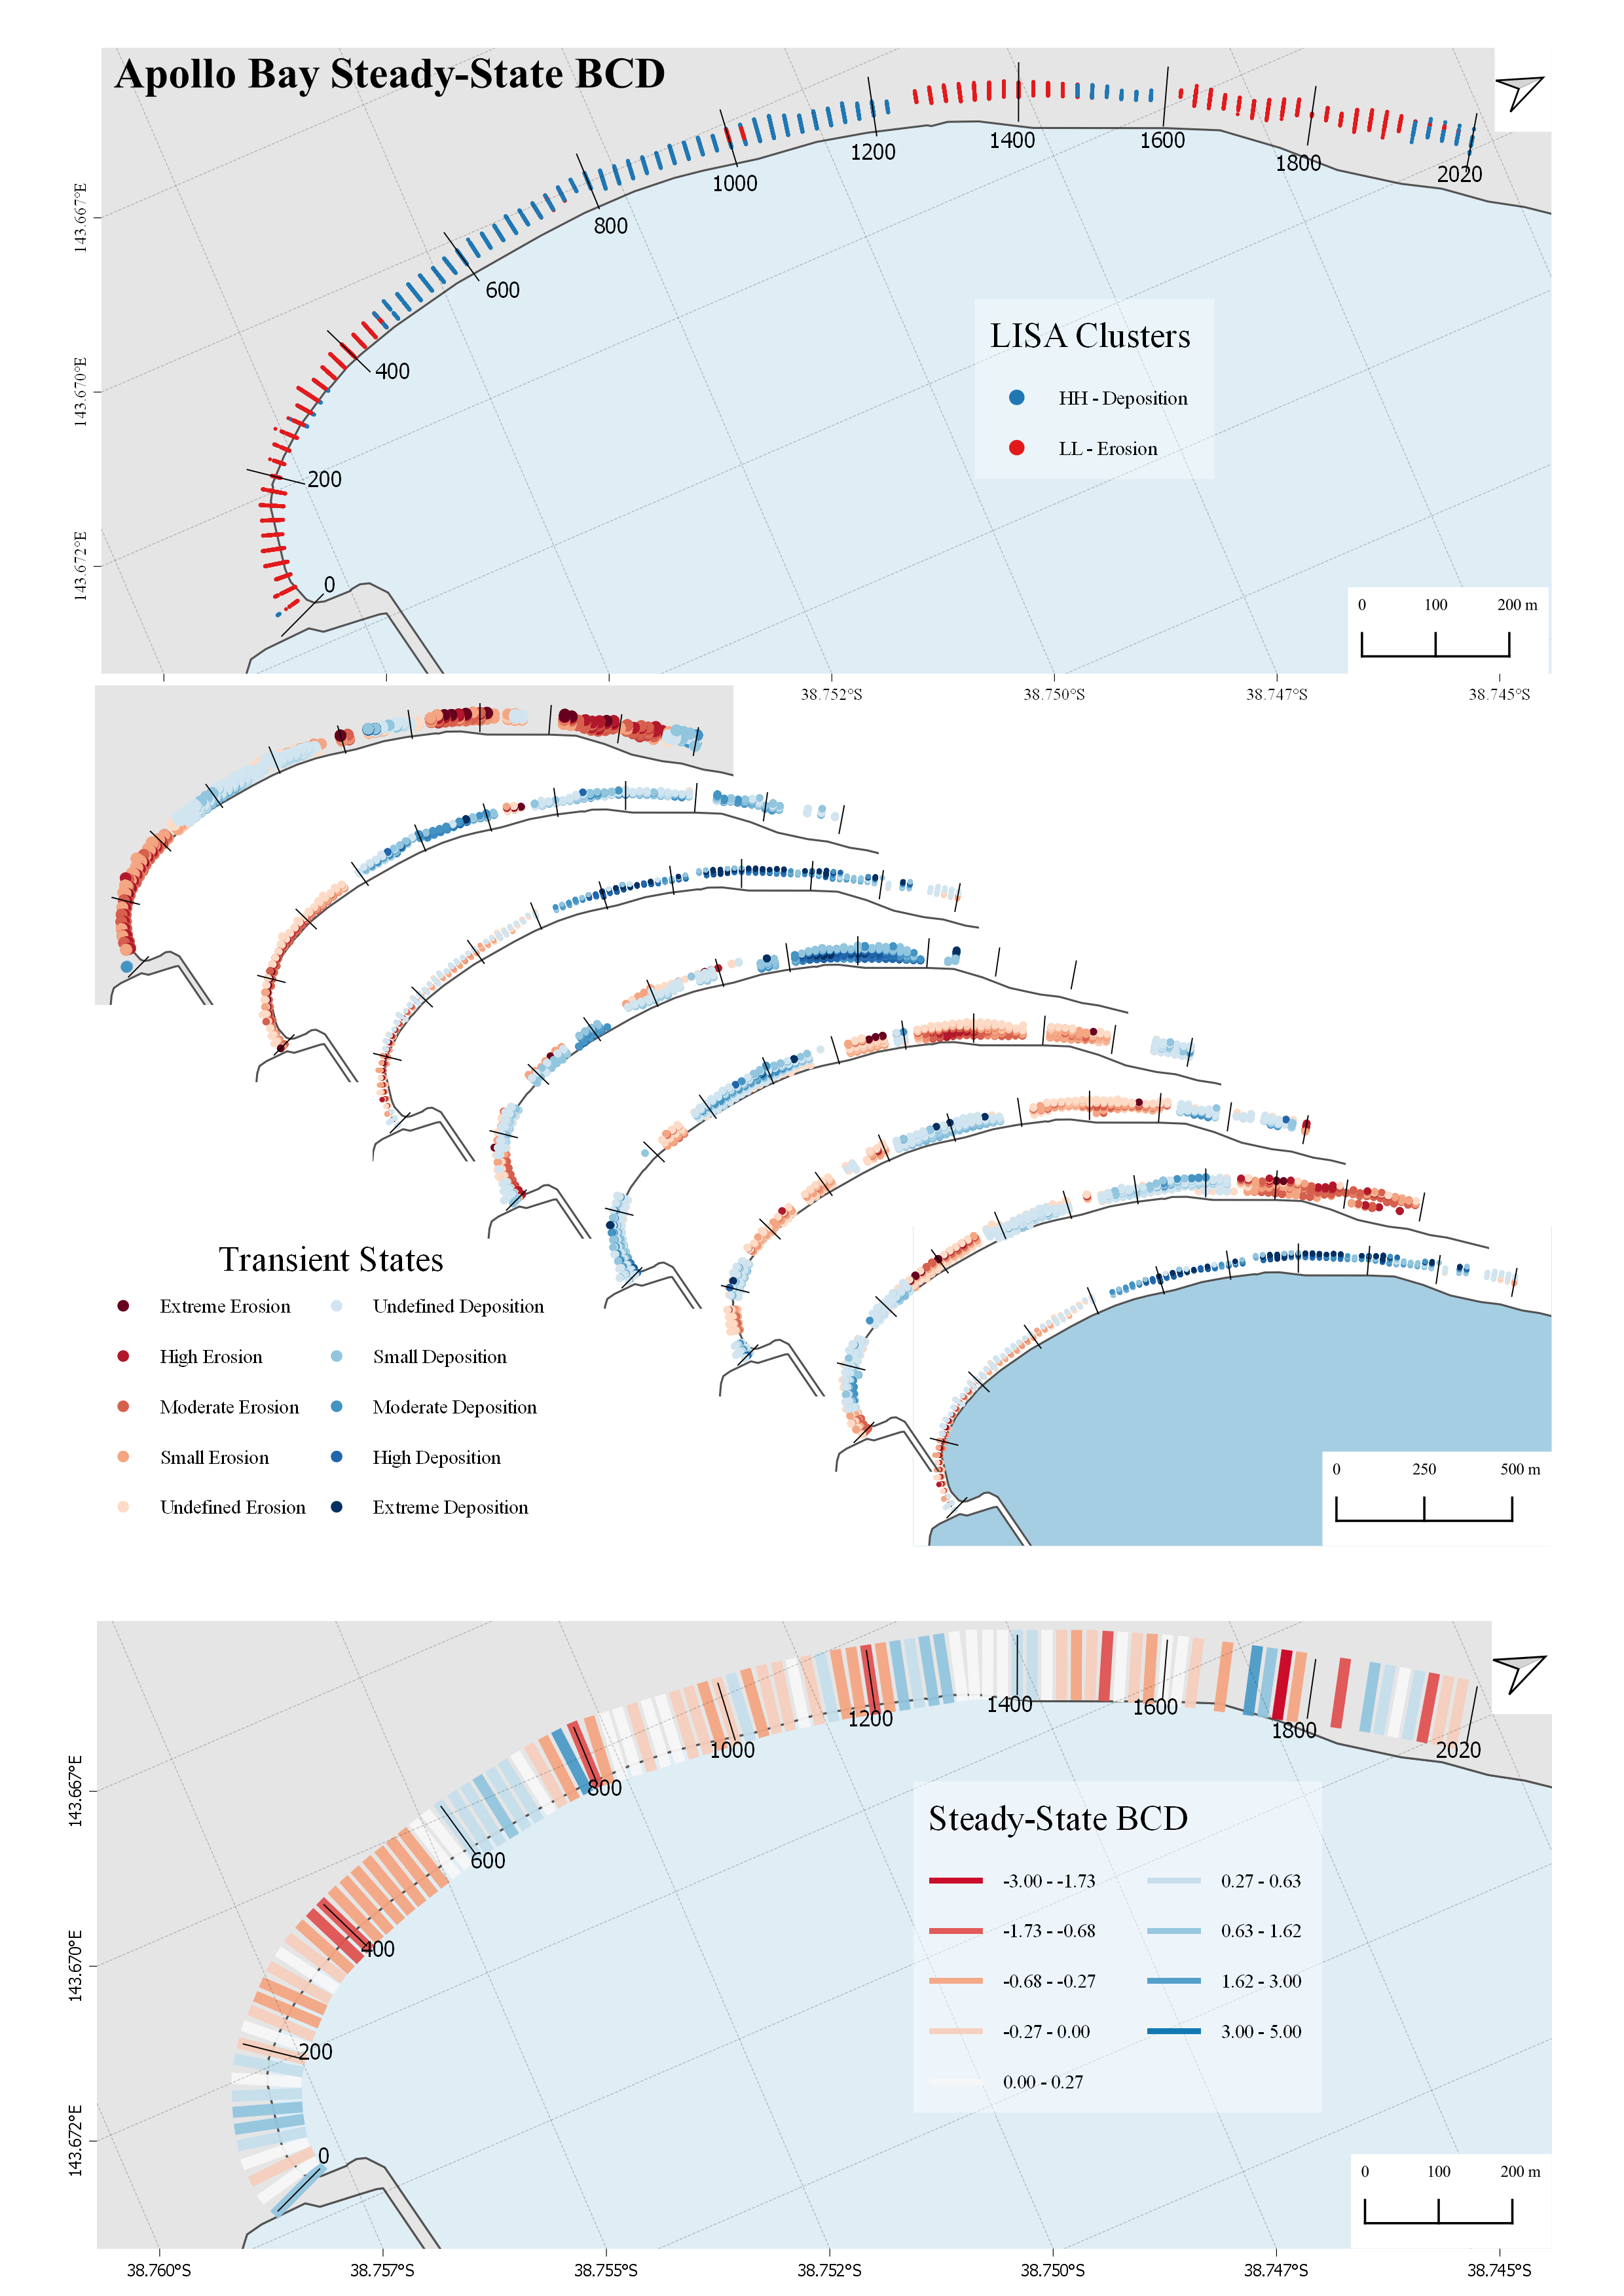 Apollo Bay Steady-State BCD
1200
1400
1600
1800
2020
1000
800
600
400
200
0
143.667°E
143.670°E
143.672°E
LISA Clusters
HH - Deposition
LL - Erosion
0 100 200 m
38.752°S 38.750°S 38.747°S 38.745°S
Transient States
Extreme Erosion Undefined Deposition
High Erosion Small Deposition
Moderate Erosion Moderate Deposition
Small Erosion High Deposition
Undefined Erosion Extreme Deposition
0 250 500 m
1400
1600
1200
1800
1000
2020
800
600
400
200
0
143.667°E
143.670°E
143.672°E
Steady-State BCD
-3.00 - -1.73 0.27 - 0.63
-1.73 - -0.68 0.63 - 1.62
-0.68 - -0.27 1.62 - 3.00
-0.27 - 0.00 3.00 - 5.00
0.00 - 0.27
0 100 200 m
38.760°S 38.757°S 38.755°S 38.752°S 38.750°S 38.747°S 38.745°S